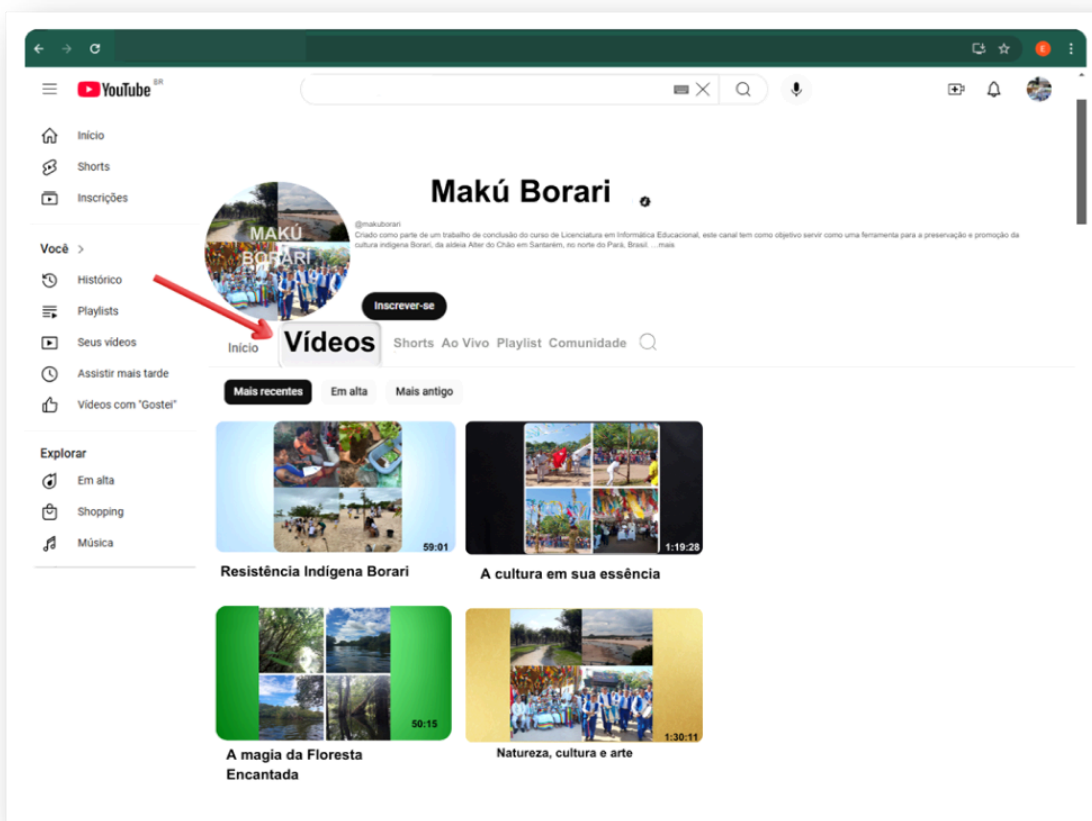 YouTube BR
Início
Shorts
Inscrições
Você >
Histórico
Playlists
Seus vídeos
Assistir mais tarde
Vídeos com "Gostei"
Explorar
Em alta
Shopping
Música
E
Makú Borari
MAKÚ
BORARI
@makuborari
Criado como parte de um trabalho de conclusão do curso de Licenciatura em Informática Educacional, este canal tem como objetivo servir como uma ferramenta para a preservação e promoção da
cultura indígena Borari, da aldeia Alter do Chão em Santarém, no norte do Pará, Brasil. ...mais
Inscrever-se
Início Vídeos Shorts Ao Vivo Playlist Comunidade
Mais recentes Em alta Mais antigo
59:01
Resistência Indígena Borari
1:19:28
A cultura em sua essência
50:15
A magia da Floresta
Encantada
1:30:11
Natureza, cultura e arte